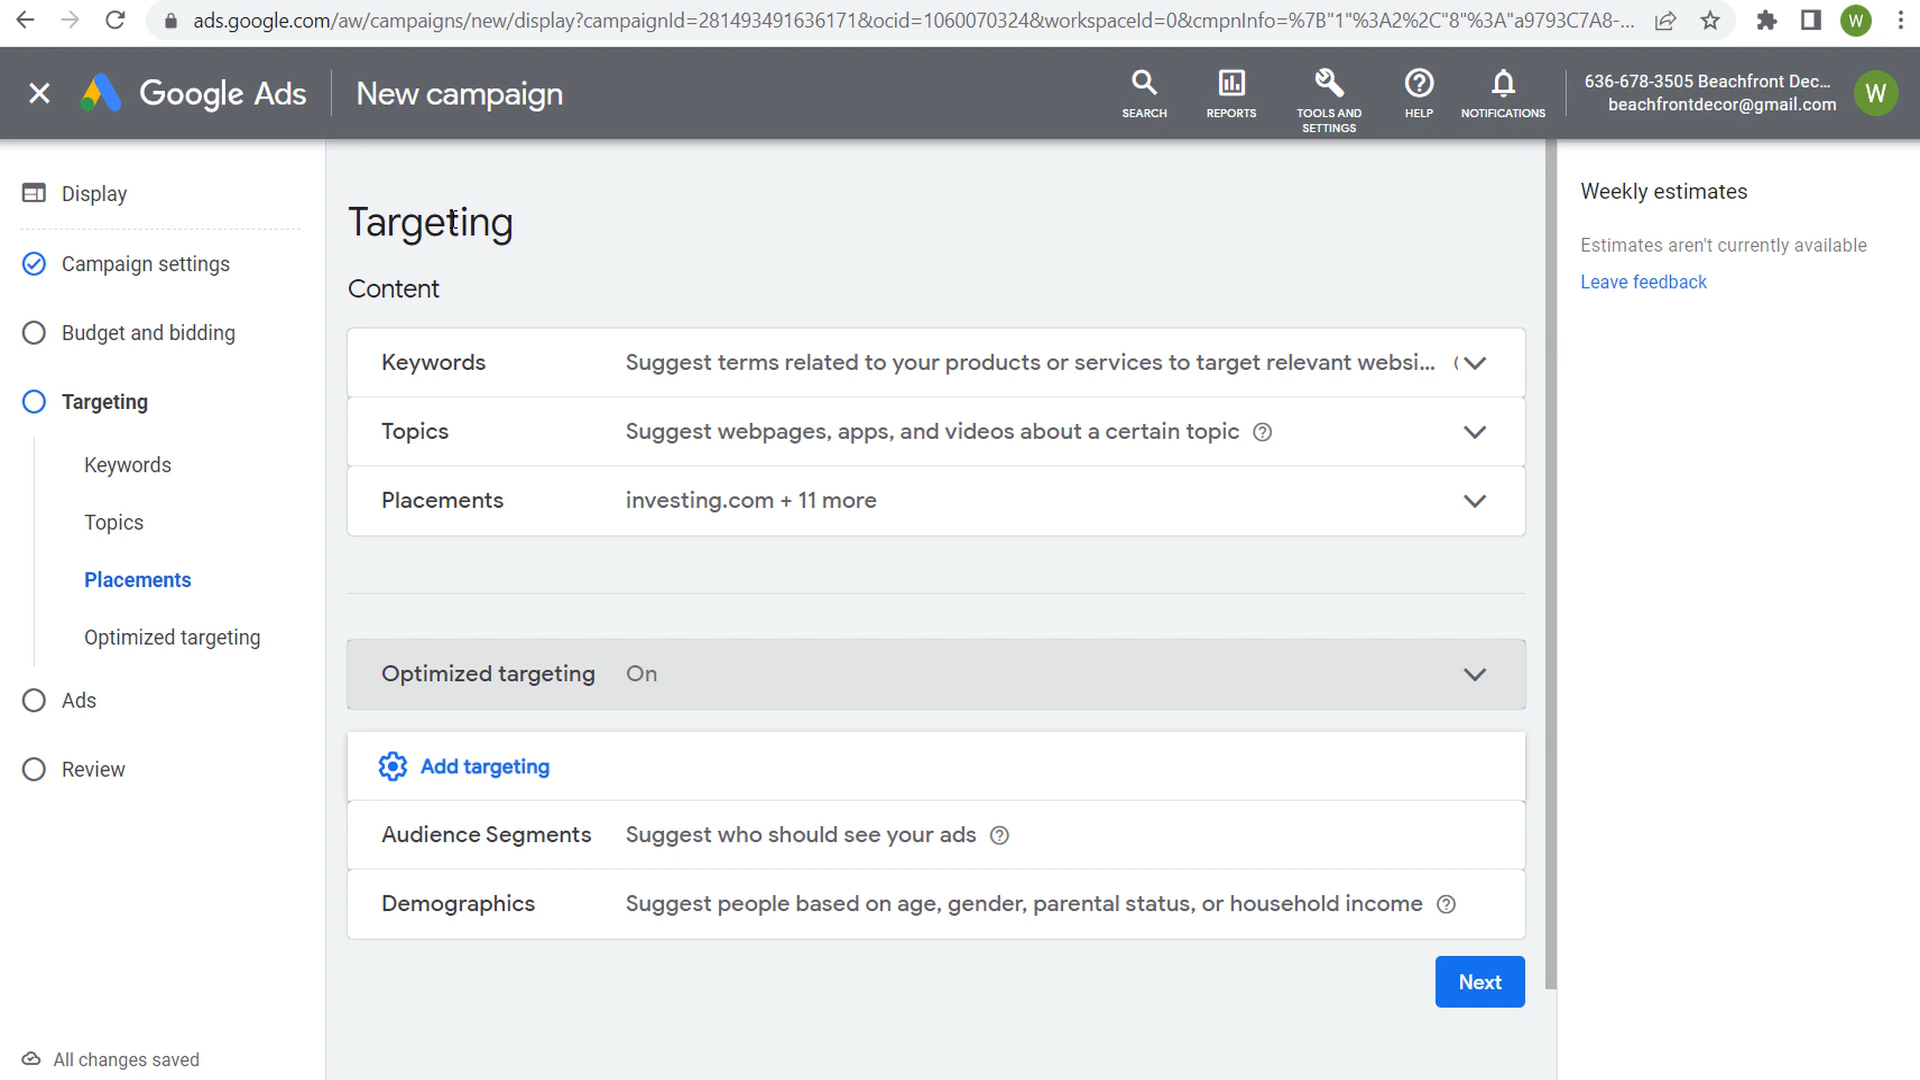 ads.google.com/aw/campaigns/new/display?campaignId=281493491636171&ocid=1060070324&workspaceId=0&cmpnInfo=%7B"1"%3A2%2C"8"%3A"a9793C7A8-...
W
Google Ads
New campaign
SEARCH
REPORTS
TOOLS AND
SETTINGS
HELP
NOTIFICATIONS
636-678-3505 Beachfront Dec...
beachfrontdecor@gmail.com
W
Display
Campaign settings
Budget and bidding
Targeting
Keywords
Topics
Placements
Optimized targeting
Ads
Review
All changes saved
Targeting
Content
Keywords Suggest terms related to your products or services to target relevant websi...
Topics Suggest webpages, apps, and videos about a certain topic
Placements investing.com + 11 more
Optimized targeting On
Add targeting
Audience Segments Suggest who should see your ads
Demographics Suggest people based on age, gender, parental status, or household income
Next
Weekly estimates
Estimates aren't currently available
Leave feedback